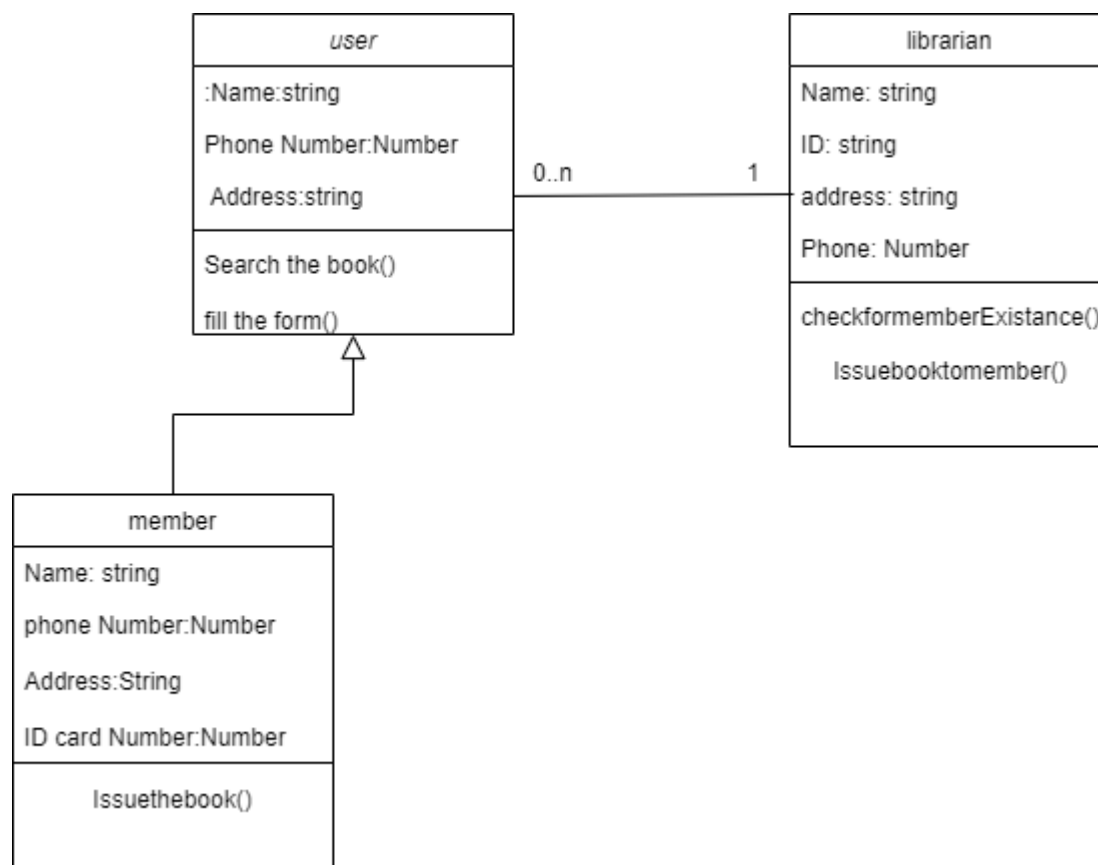 user
:Name:string
Phone Number:Number
Address:string
Search the book()
fill the form()
0..n
1
librarian
Name: string
ID: string
address: string
Phone: Number
checkformemberExistance()
Issuebooktomember()
member
Name: string
phone Number:Number
Address:String
ID card Number:Number
Issuethebook()